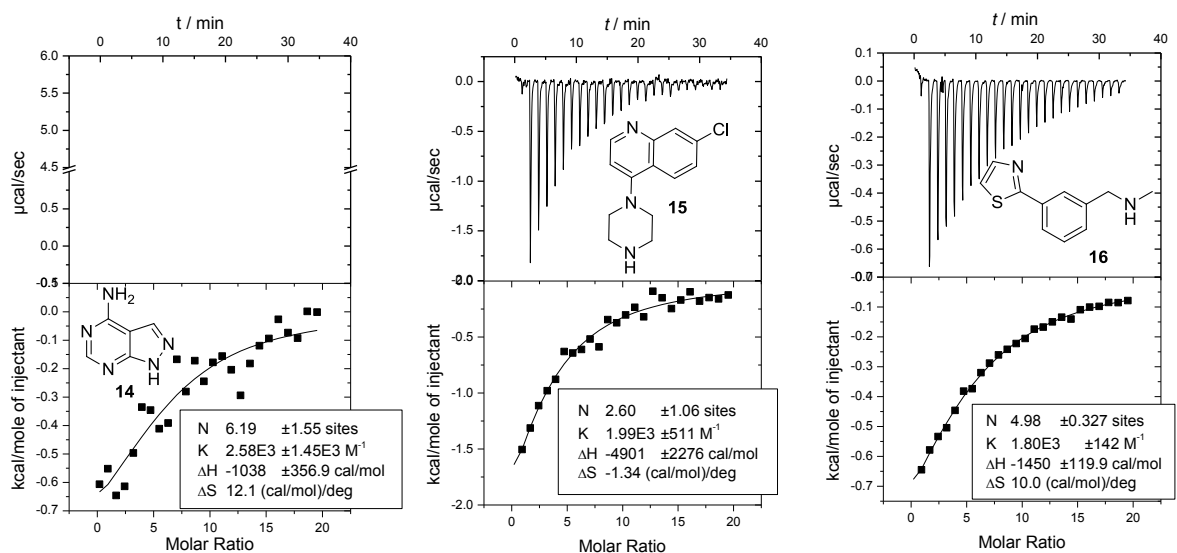 t / min
0 10 20 30 40
6.0
5.5
5.0
4.5
0.5
0.0
-0.5
µcal/sec
0.1
0.0
-0.1
-0.2
-0.3
-0.4
-0.5
-0.6
-0.7
kcal/mole of injectant
NH2
N
N
N
N
H
14
N 6.19 ±1.55 sites
K 2.58E3 ±1.45E3 M-1
ΔH -1038 ±356.9 cal/mol
ΔS 12.1 (cal/mol)/deg
0 5 10 15 20
Molar Ratio
t / min
0 10 20 30 40
0.0
-0.5
-1.0
-1.5
-2.0
µcal/sec
N
Cl
N
N
H
15
0.0
-0.5
-1.0
-1.5
-2.0
kcal/mole of injectant
N 2.60 ±1.06 sites
K 1.99E3 ±511 M-1
ΔH -4901 ±2276 cal/mol
ΔS -1.34 (cal/mol)/deg
0 5 10 15 20
Molar Ratio
t / min
0 10 20 30 40
0.1
0.0
-0.1
-0.2
-0.3
-0.4
-0.5
-0.6
-0.7
µcal/sec
N
S
N
H
16
-0.1
-0.2
-0.3
-0.4
-0.5
-0.6
-0.7
kcal/mole of injectant
N 4.98 ±0.327 sites
K 1.80E3 ±142 M-1
ΔH -1450 ±119.9 cal/mol
ΔS 10.0 (cal/mol)/deg
0 5 10 15 20
Molar Ratio